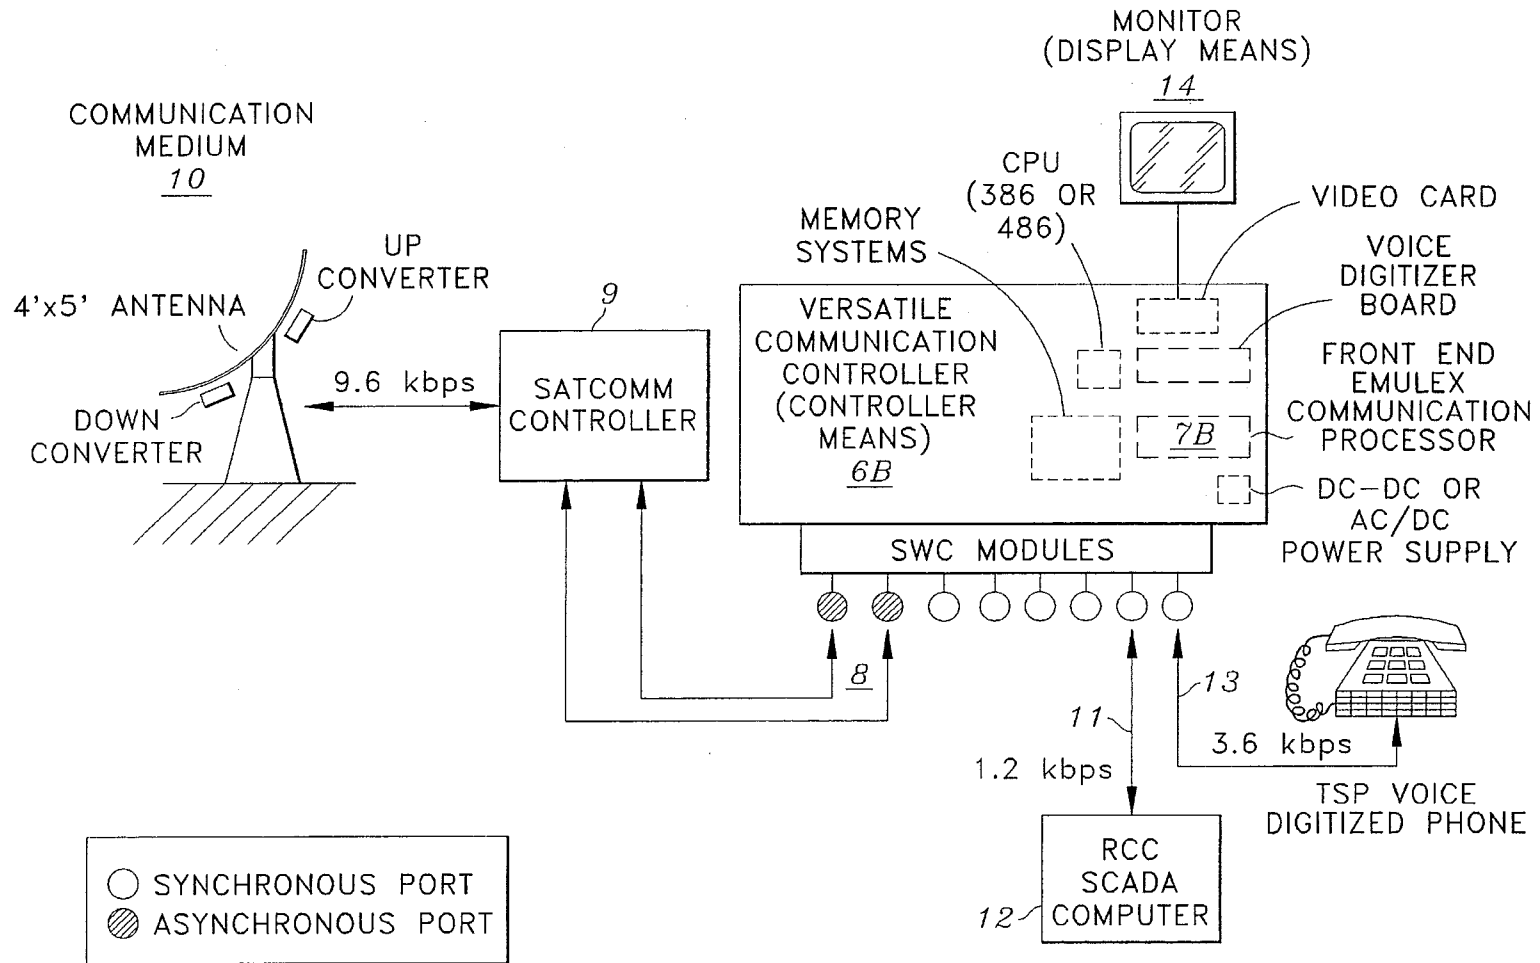 MONITOR
(DISPLAY MEANS)
14
COMMUNICATION
MEDIUM
10
CPU
(386 OR
486)
MEMORY
SYSTEMS
VIDEO CARD
VOICE
DIGITIZER
BOARD
UP
CONVERTER
4'x5' ANTENNA
9
SATCOMM
CONTROLLER
9.6 kbps
DOWN
CONVERTER
VERSATILE
COMMUNICATION
CONTROLLER
(CONTROLLER
MEANS)
6B
7B
FRONT END
EMULEX
COMMUNICATION
PROCESSOR
DC-DC OR
AC/DC
POWER SUPPLY
SWC MODULES
8
11
13
1.2 kbps
3.6 kbps
TSP VOICE
DIGITIZED PHONE
RCC
SCADA
COMPUTER
12
SYNCHRONOUS PORT
ASYNCHRONOUS PORT